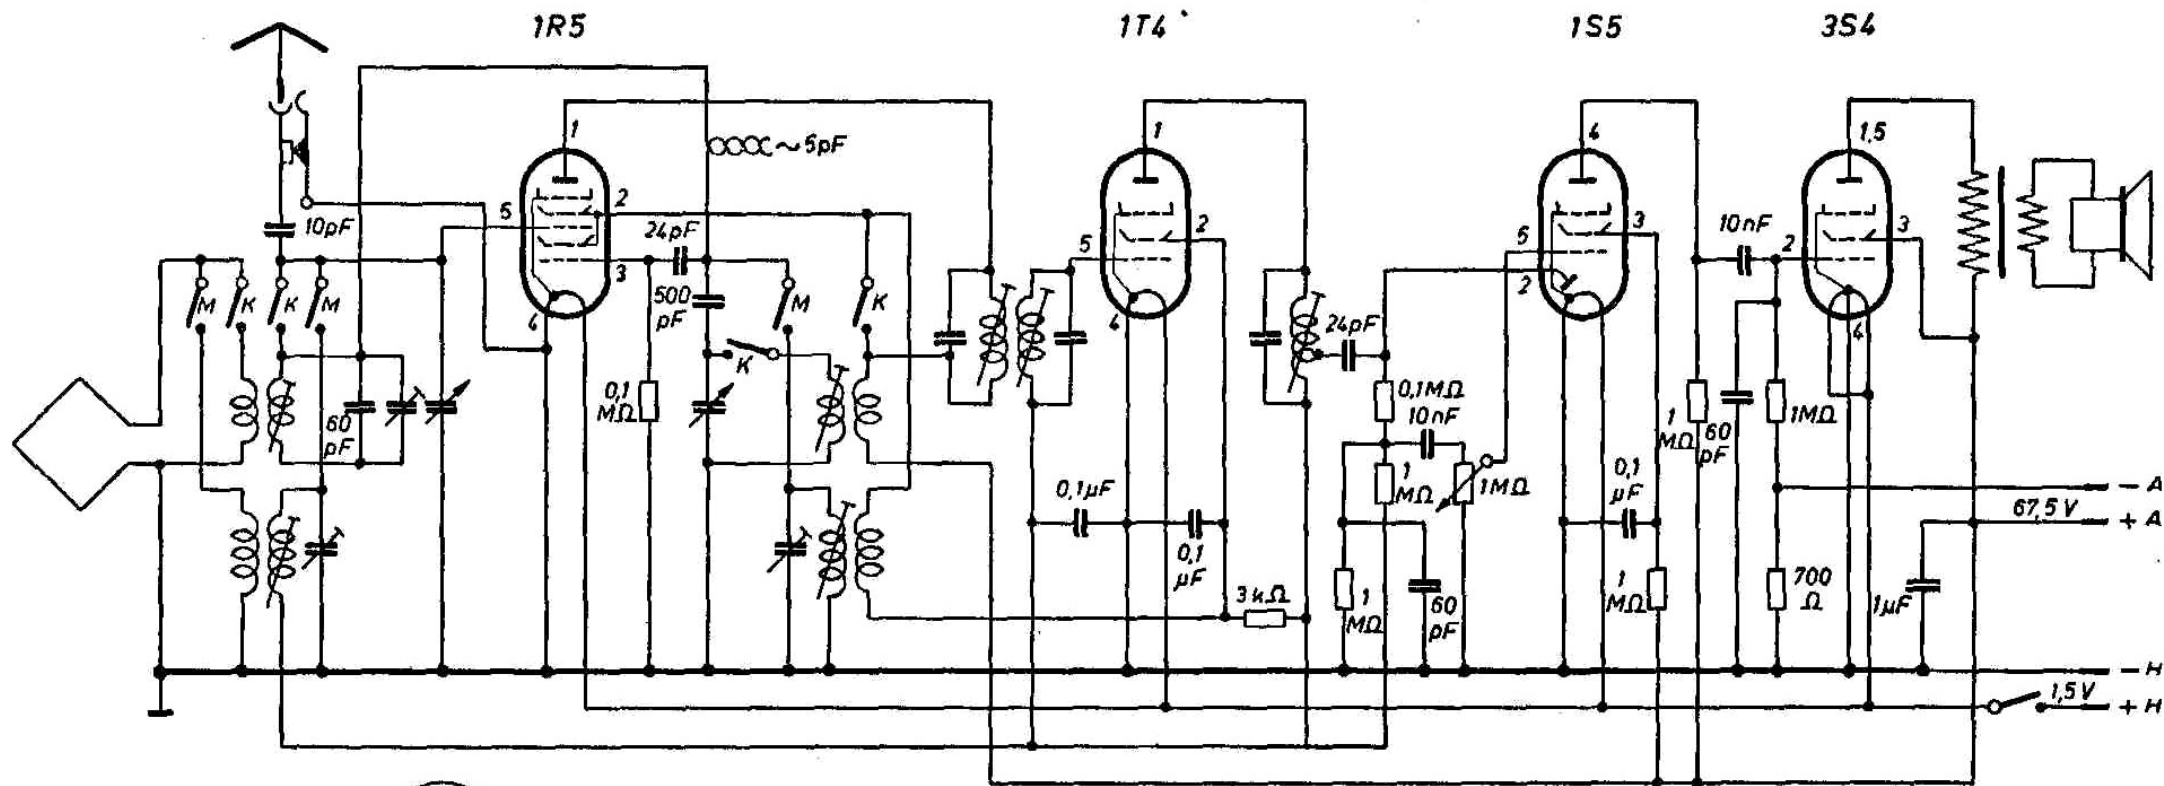 1R5
1T4
1S5
3S4
1
1
4
1,5
~5pF
5
2
10pF
24pF
3
500
pF
4
M
K
K
M
M
K
K
5
2
4
24pF
5
3
2
10nF
2
3
4
60
pF
0,1
MΩ
0,1MΩ
10nF
1
MΩ
1MΩ
1
MΩ
60
pF
1MΩ
0,1
μF
0,1μF
0,1
μF
3kΩ
1
MΩ
60
pF
1
MΩ
700
Ω
1μF
- A
67,5 V
+ A
- H
1,5V
+ H